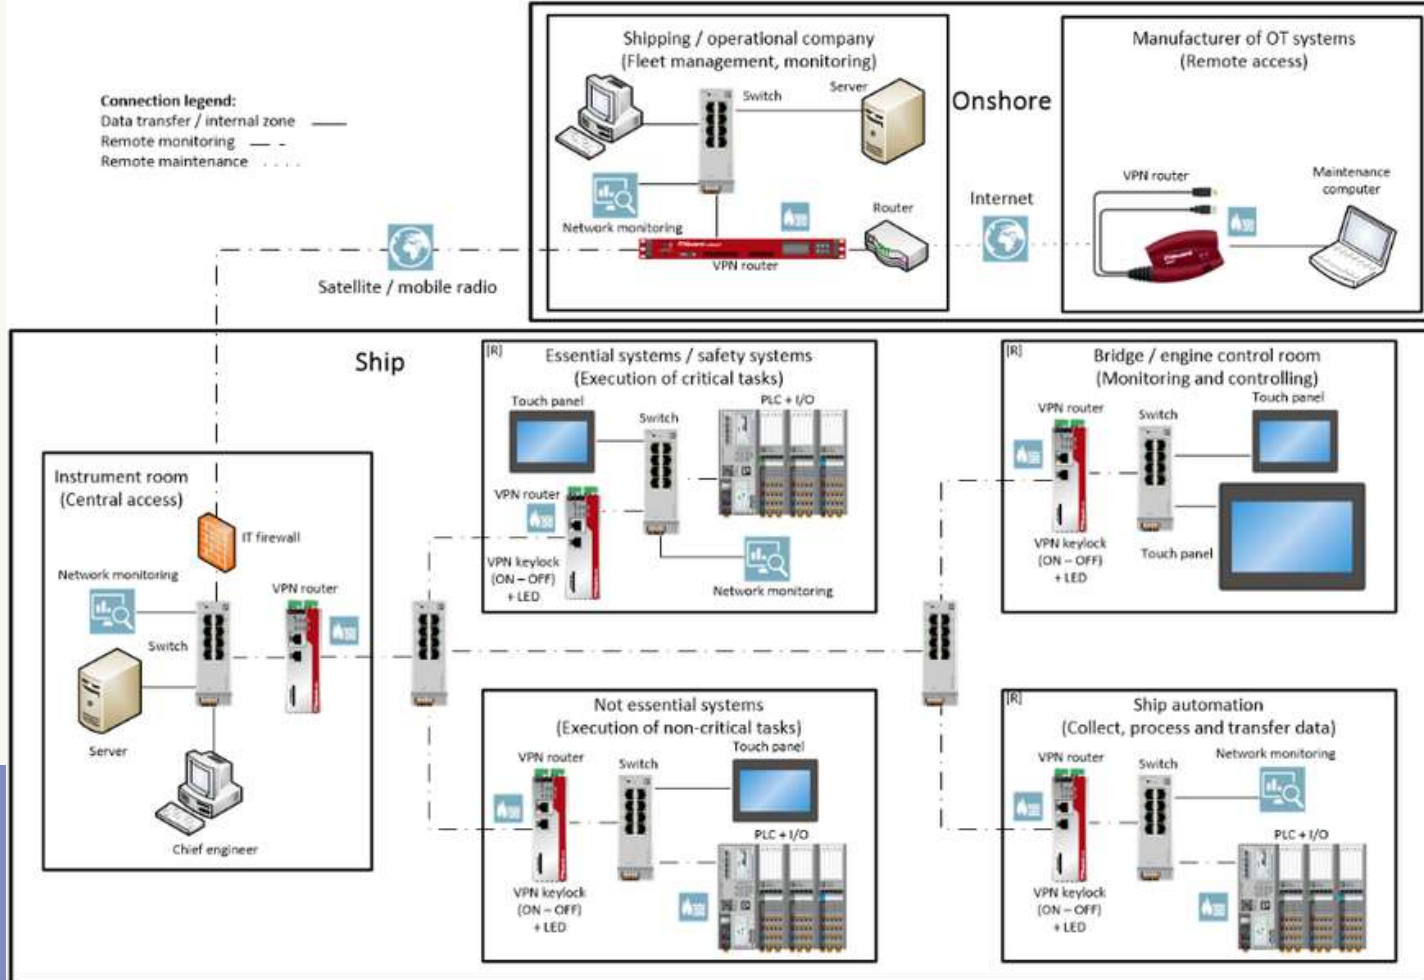 Connection legend:
Data transfer / internal zone
Remote monitoring
Remote maintenance
Shipping / operational company
(Fleet management, monitoring)
Switch
Server
Network monitoring
VPN router
Router
Onshore
Internet
Manufacturer of OT systems
(Remote access)
VPN router
Maintenance
computer
Satellite / mobile radio
Ship
Instrument room
(Central access)
IT firewall
Network monitoring
VPN router
Switch
Server
Chief engineer
[R]
Essential systems / safety systems
(Execution of critical tasks)
Touch panel
Switch
PLC + I/O
VPN router
VPN keylock
(ON – OFF)
+ LED
Network monitoring
[R]
Bridge / engine control room
(Monitoring and controlling)
VPN router
Switch
Touch panel
VPN keylock
(ON – OFF)
+ LED
Touch panel
Not essential systems
(Execution of non-critical tasks)
VPN router
Switch
Touch panel
PLC + I/O
VPN keylock
(ON – OFF)
+ LED
[R]
Ship automation
(Collect, process and transfer data)
VPN router
Switch
Network monitoring
PLC + I/O
VPN keylock
(ON – OFF)
+ LED